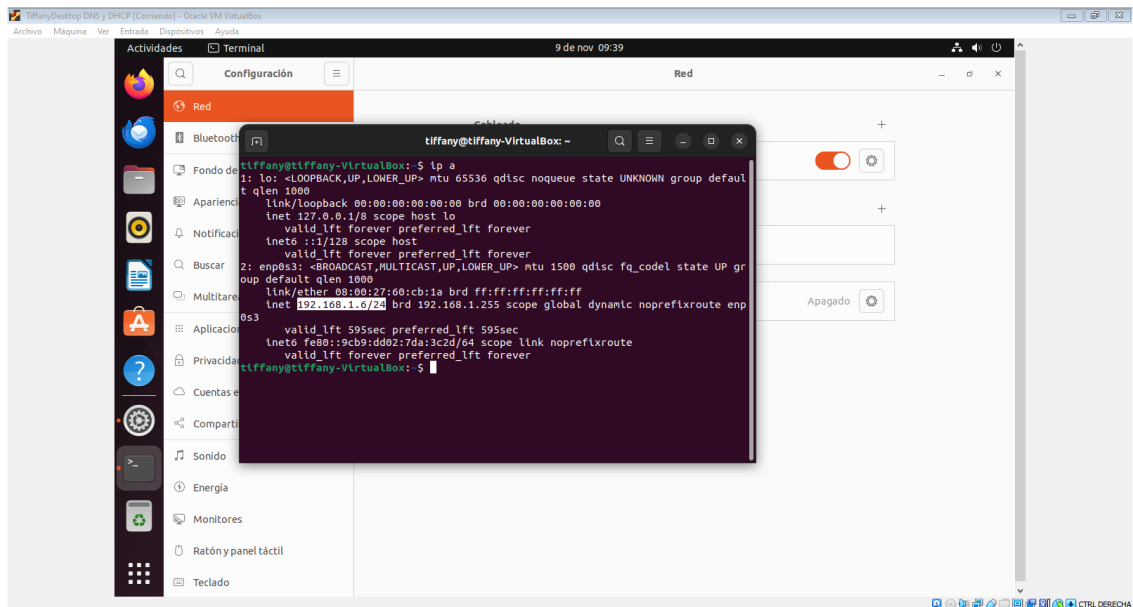 TiffanyDesktop DNS y DHCP [Corriendo] - Oracle VM VirtualBox
Archivo Máquina Ver Entrada Dispositivos Ayuda
Actividades Terminal 9 de nov 09:39
Configuración Red
Red
Cableado
Bluetooth
tiffany@tiffany-VirtualBox: ~
Fondo de
Aparienci
Notificaci
Buscar
Multitarea
Aplicacion
Privacidad
Cuentas e
Comparti
Sonido
Energía
Monitores
Ratón y panel táctil
Teclado
tiffany@tiffany-VirtualBox:~$ ip a
1: lo: <LOOPBACK,UP,LOWER_UP> mtu 65536 qdisc noqueue state UNKNOWN group defaul
t qlen 1000
link/loopback 00:00:00:00:00:00 brd 00:00:00:00:00:00
inet 127.0.0.1/8 scope host lo
valid_lft forever preferred_lft forever
inet6 ::1/128 scope host
valid_lft forever preferred_lft forever
2: enp0s3: <BROADCAST,MULTICAST,UP,LOWER_UP> mtu 1500 qdisc fq_codel state UP gr
oup default qlen 1000
link/ether 08:00:27:60:cb:1a brd ff:ff:ff:ff:ff:ff
inet 192.168.1.6/24 brd 192.168.1.255 scope global dynamic noprefixroute enp
0s3
valid_lft 595sec preferred_lft 595sec
inet6 fe80::9cb9:dd02:7da:3c2d/64 scope link noprefixroute
valid_lft forever preferred_lft forever
tiffany@tiffany-VirtualBox:~$
Apagado
CTRL DERECHA